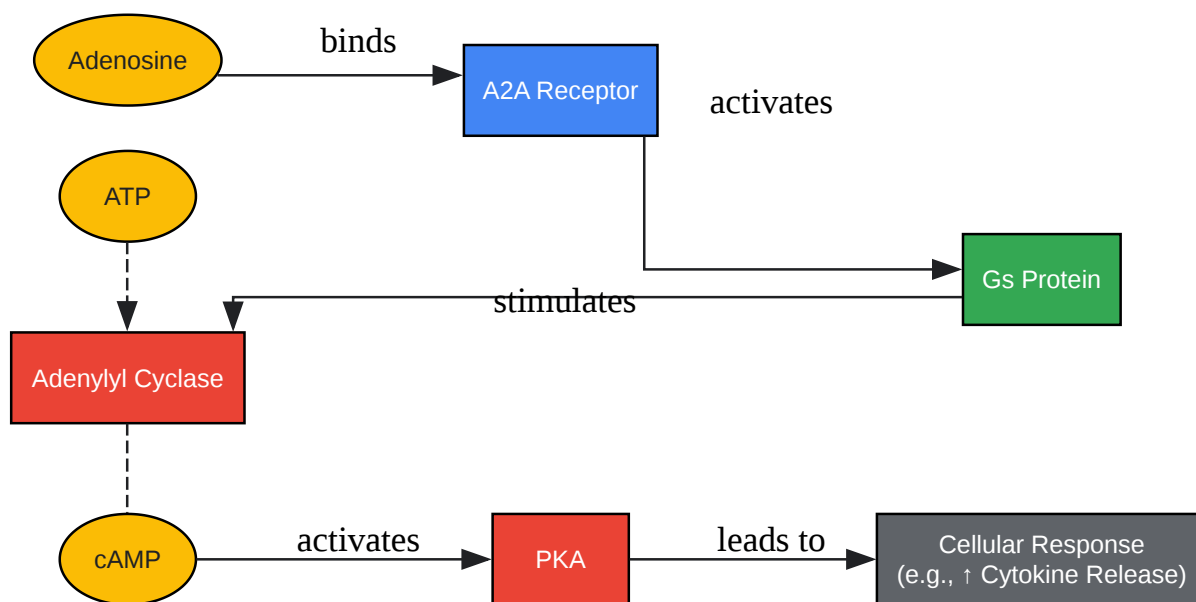 Adenosine
binds
A2A Receptor
activates
ATP
Gs Protein
stimulates
Adenylyl Cyclase
cAMP
activates
PKA
leads to
Cellular Response
(e.g., ↑ Cytokine Release)